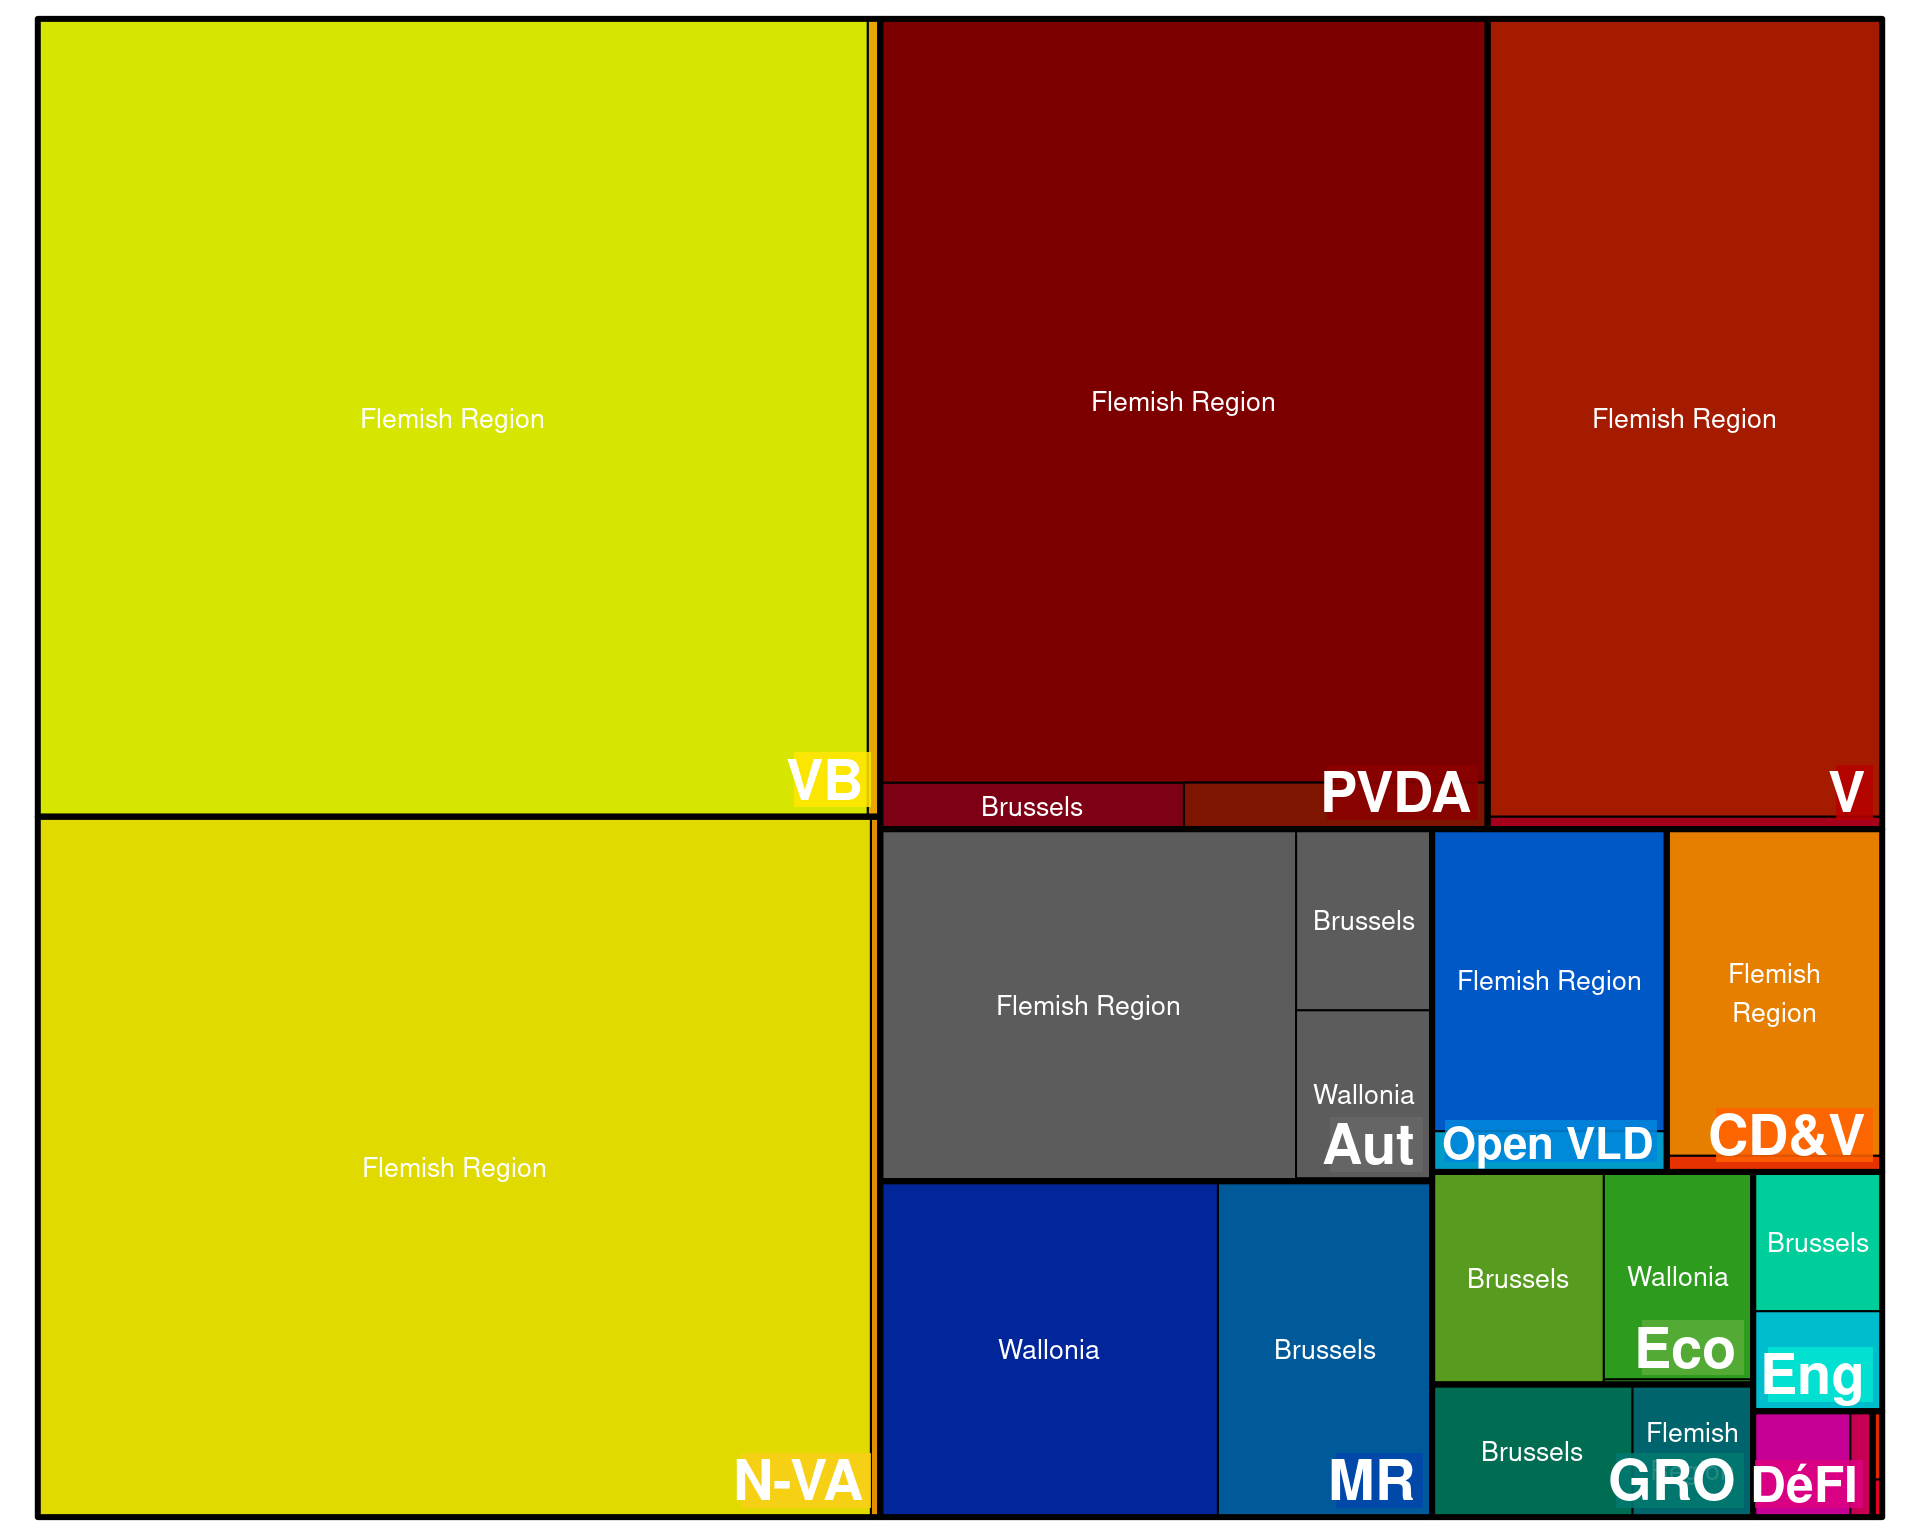 Flemish Region
VB
Flemish Region
Brussels
PVDA
Flemish Region
V
Flemish Region
N-VA
Flemish Region
Brussels
Wallonia
Aut
Flemish Region
Open VLD
Flemish
Region
CD&V
Wallonia
Brussels
MR
Brussels
Wallonia
Eco
Brussels
Eng
Brussels
Flemish
GRO
DéFI